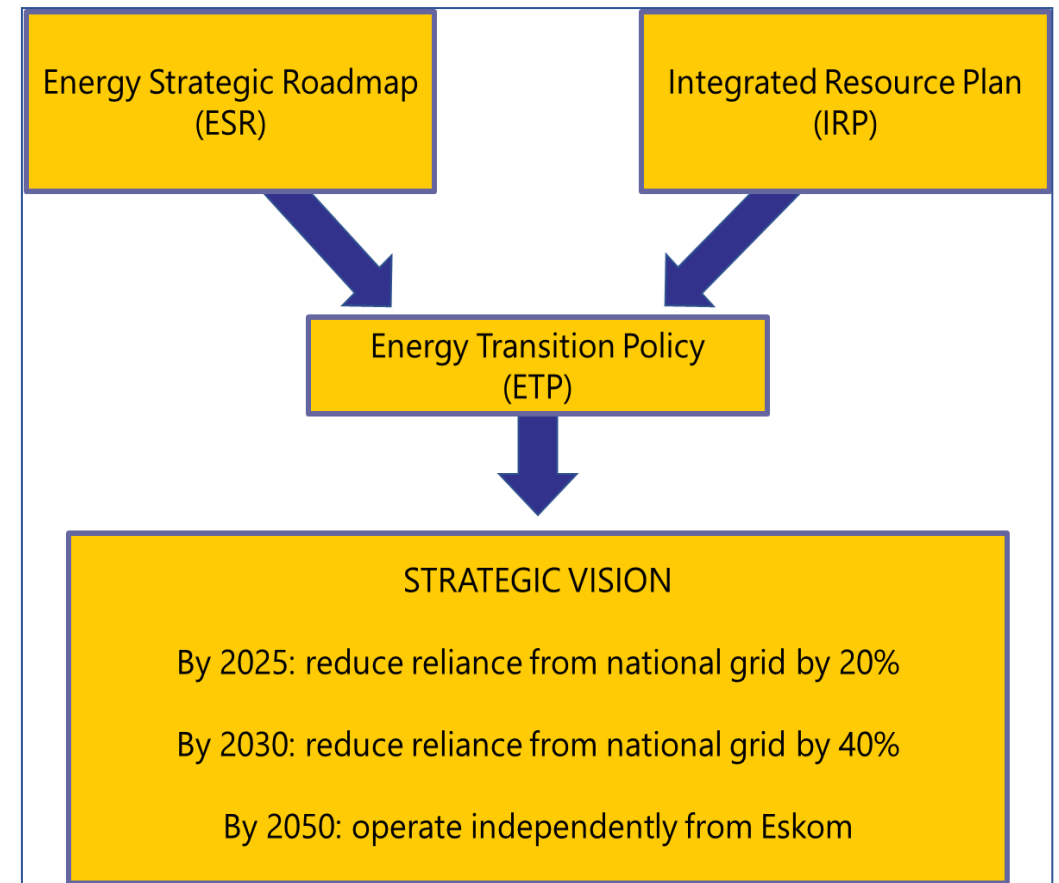 Energy Strategic Roadmap
(ESR)
Integrated Resource Plan
(IRP)
Energy Transition Policy
(ETP)
STRATEGIC VISION
By 2025: reduce reliance from national grid by 20%
By 2030: reduce reliance from national grid by 40%
By 2050: operate independently from Eskom